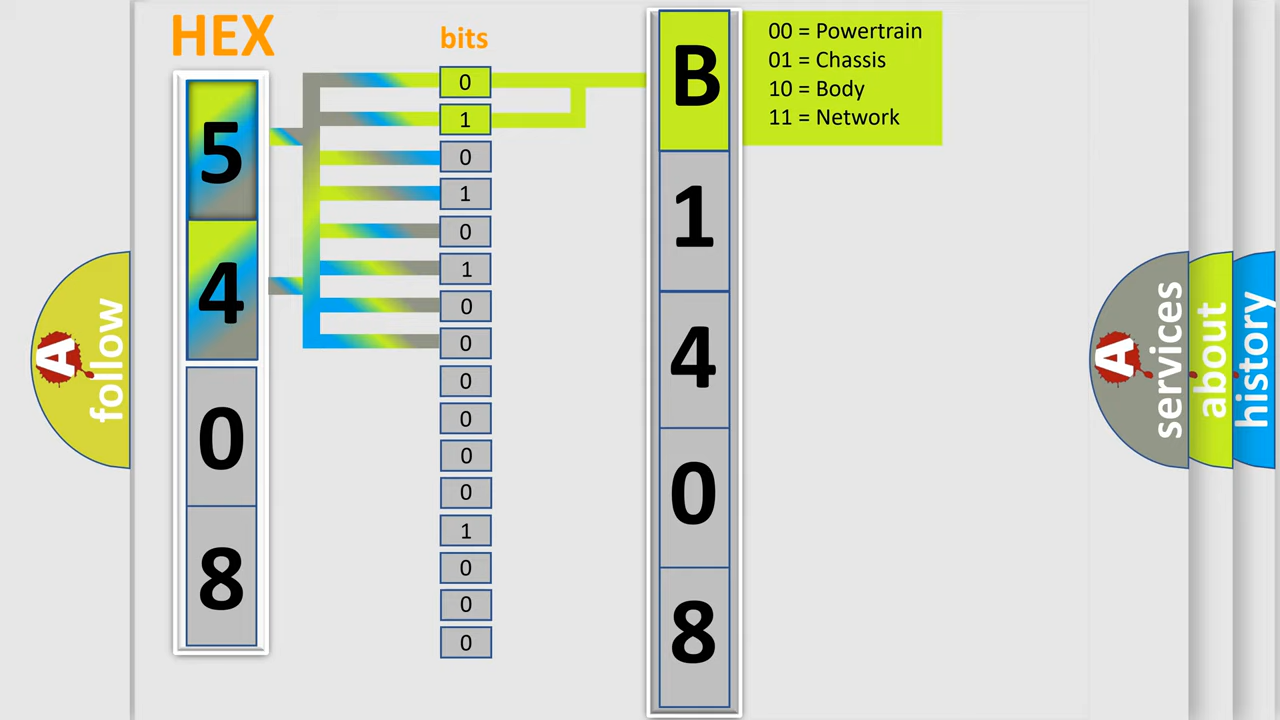 HEX
bits
5
4
0
8
0
1
0
1
0
1
0
0
0
0
0
0
1
0
0
0
B
1
4
0
8
00 = Powertrain
01 = Chassis
10 = Body
11 = Network
A follow
A services
about
history